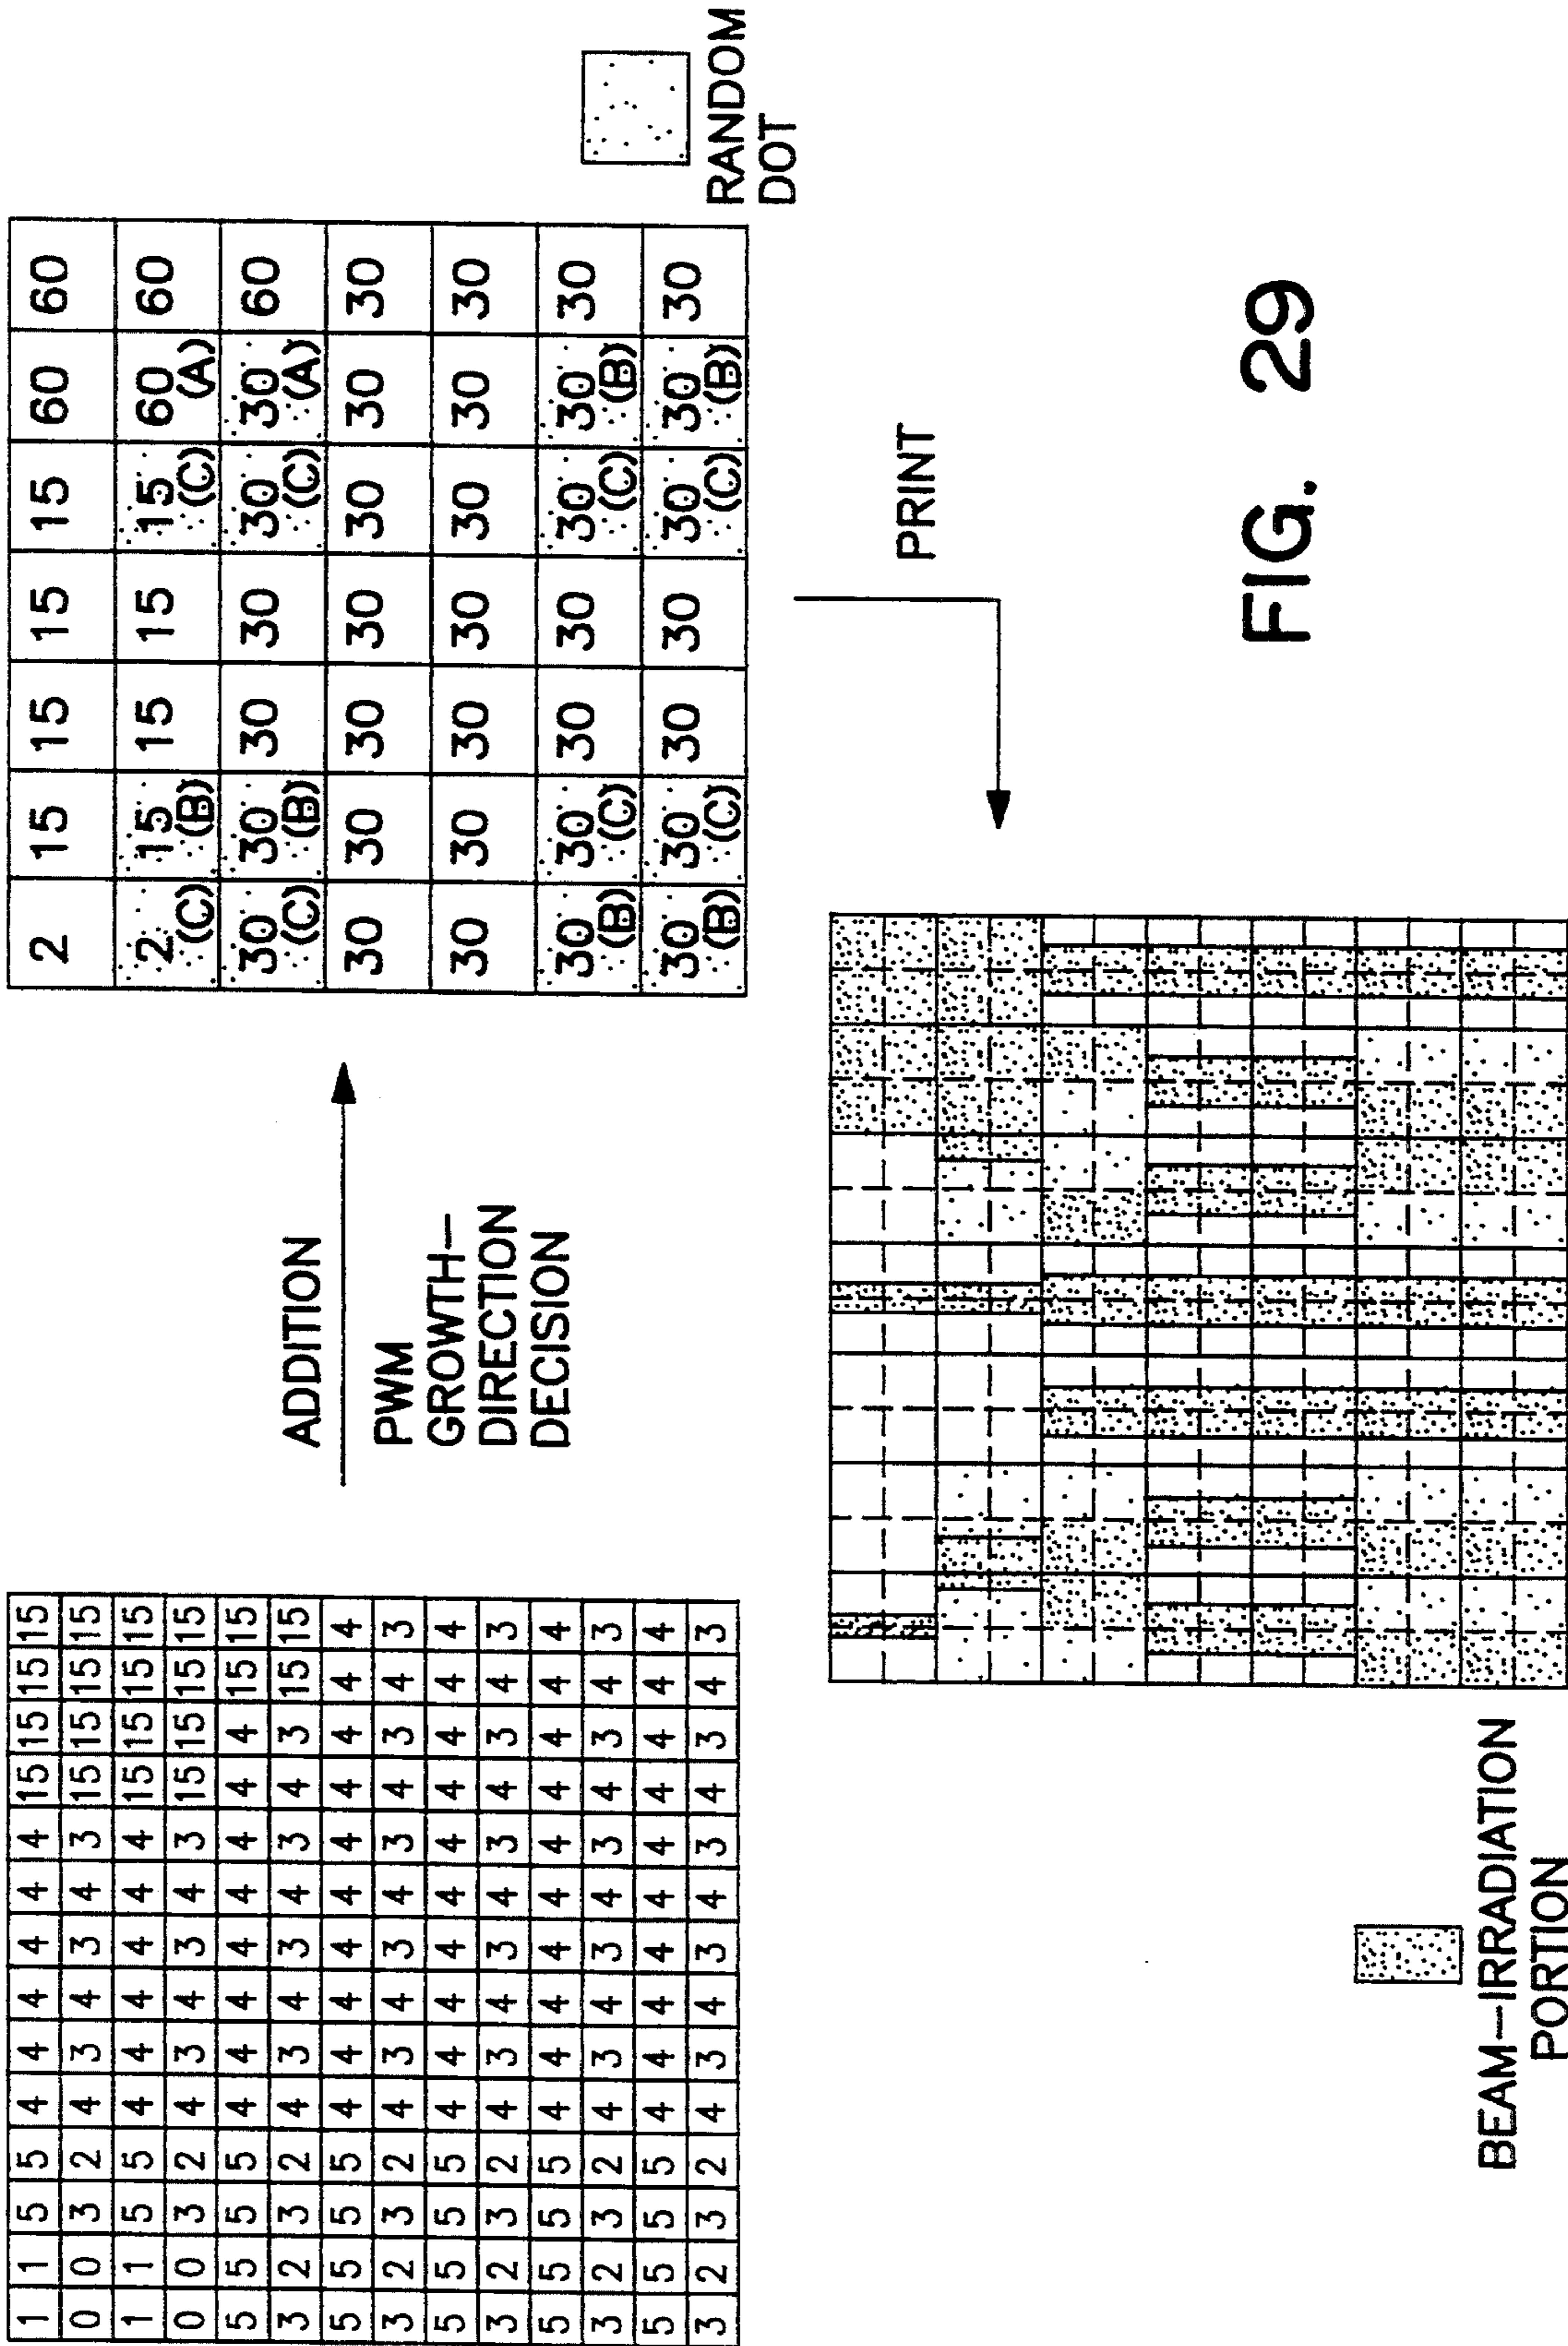 1 1 5 5 4 4 4 4 4 4 15 15 15 15
0 0 3 2 4 3 4 3 4 3 15 15 15 15
1 1 5 5 4 4 4 4 4 4 15 15 15 15
0 0 3 2 4 3 4 3 4 3 15 15 15 15
5 5 5 5 4 4 4 4 4 4 4 4 15 15
3 2 3 2 4 3 4 3 4 3 4 3 15 15
5 5 5 5 4 4 4 4 4 4 4 4 4 4
3 2 3 2 4 3 4 3 4 3 4 3 4 3
5 5 5 5 4 4 4 4 4 4 4 4 4 4
3 2 3 2 4 3 4 3 4 3 4 3 4 3
5 5 5 5 4 4 4 4 4 4 4 4 4 4
3 2 3 2 4 3 4 3 4 3 4 3 4 3
5 5 5 5 4 4 4 4 4 4 4 4 4 4
3 2 3 2 4 3 4 3 4 3 4 3 4 3
ADDITION
PWM
GROWTH-
DIRECTION
DECISION
2 15 15 15 15 60 60
2 15 15 15 15 60 60
(C) (B) (C) (A)
30 30 30 30 30 30 60
(C) (B) (C) (A)
30 30 30 30 30 30 30
30 30 30 30 30 30 30
30 30 30 30 30 30 30
(B) (C) (C) (B)
30 30 30 30 30 30 30
(B) (C) (C) (B)
RANDOM
DOT
PRINT
BEAM-IRRADIATION
PORTION
FIG. 29